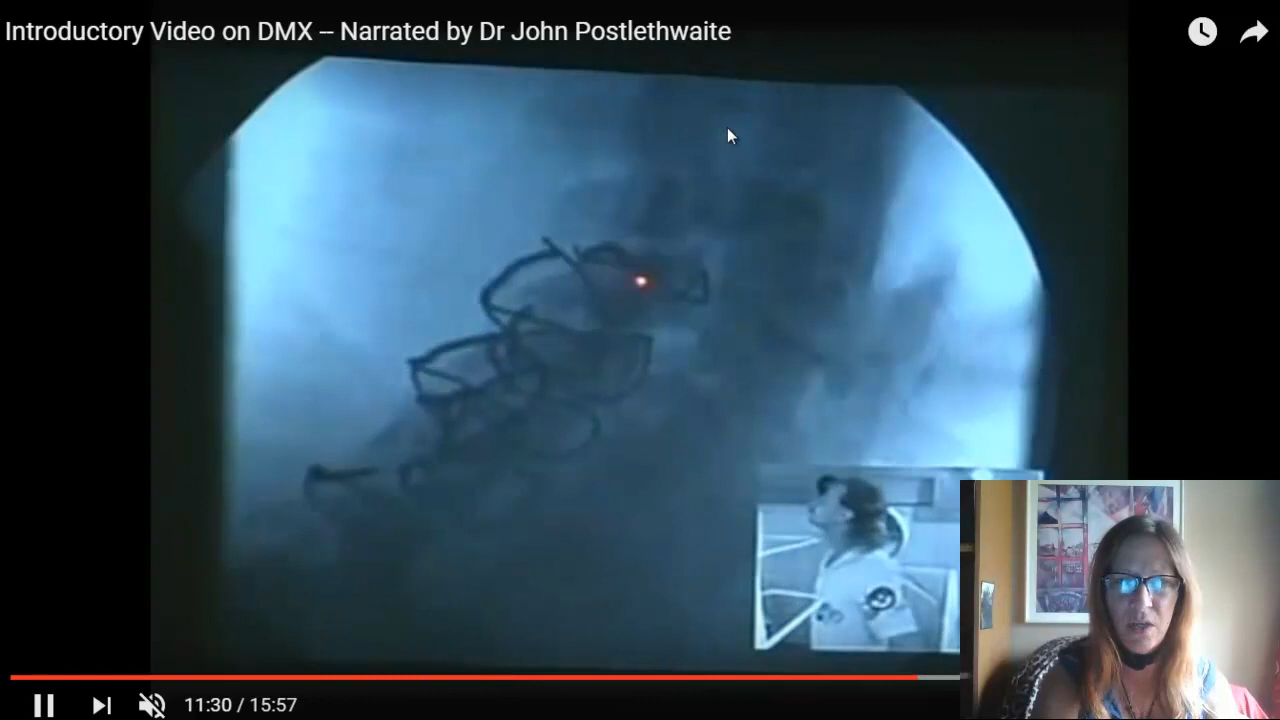 Introductory Video on DMX -- Narrated by Dr John Postlethwaite
11:30 / 15:57